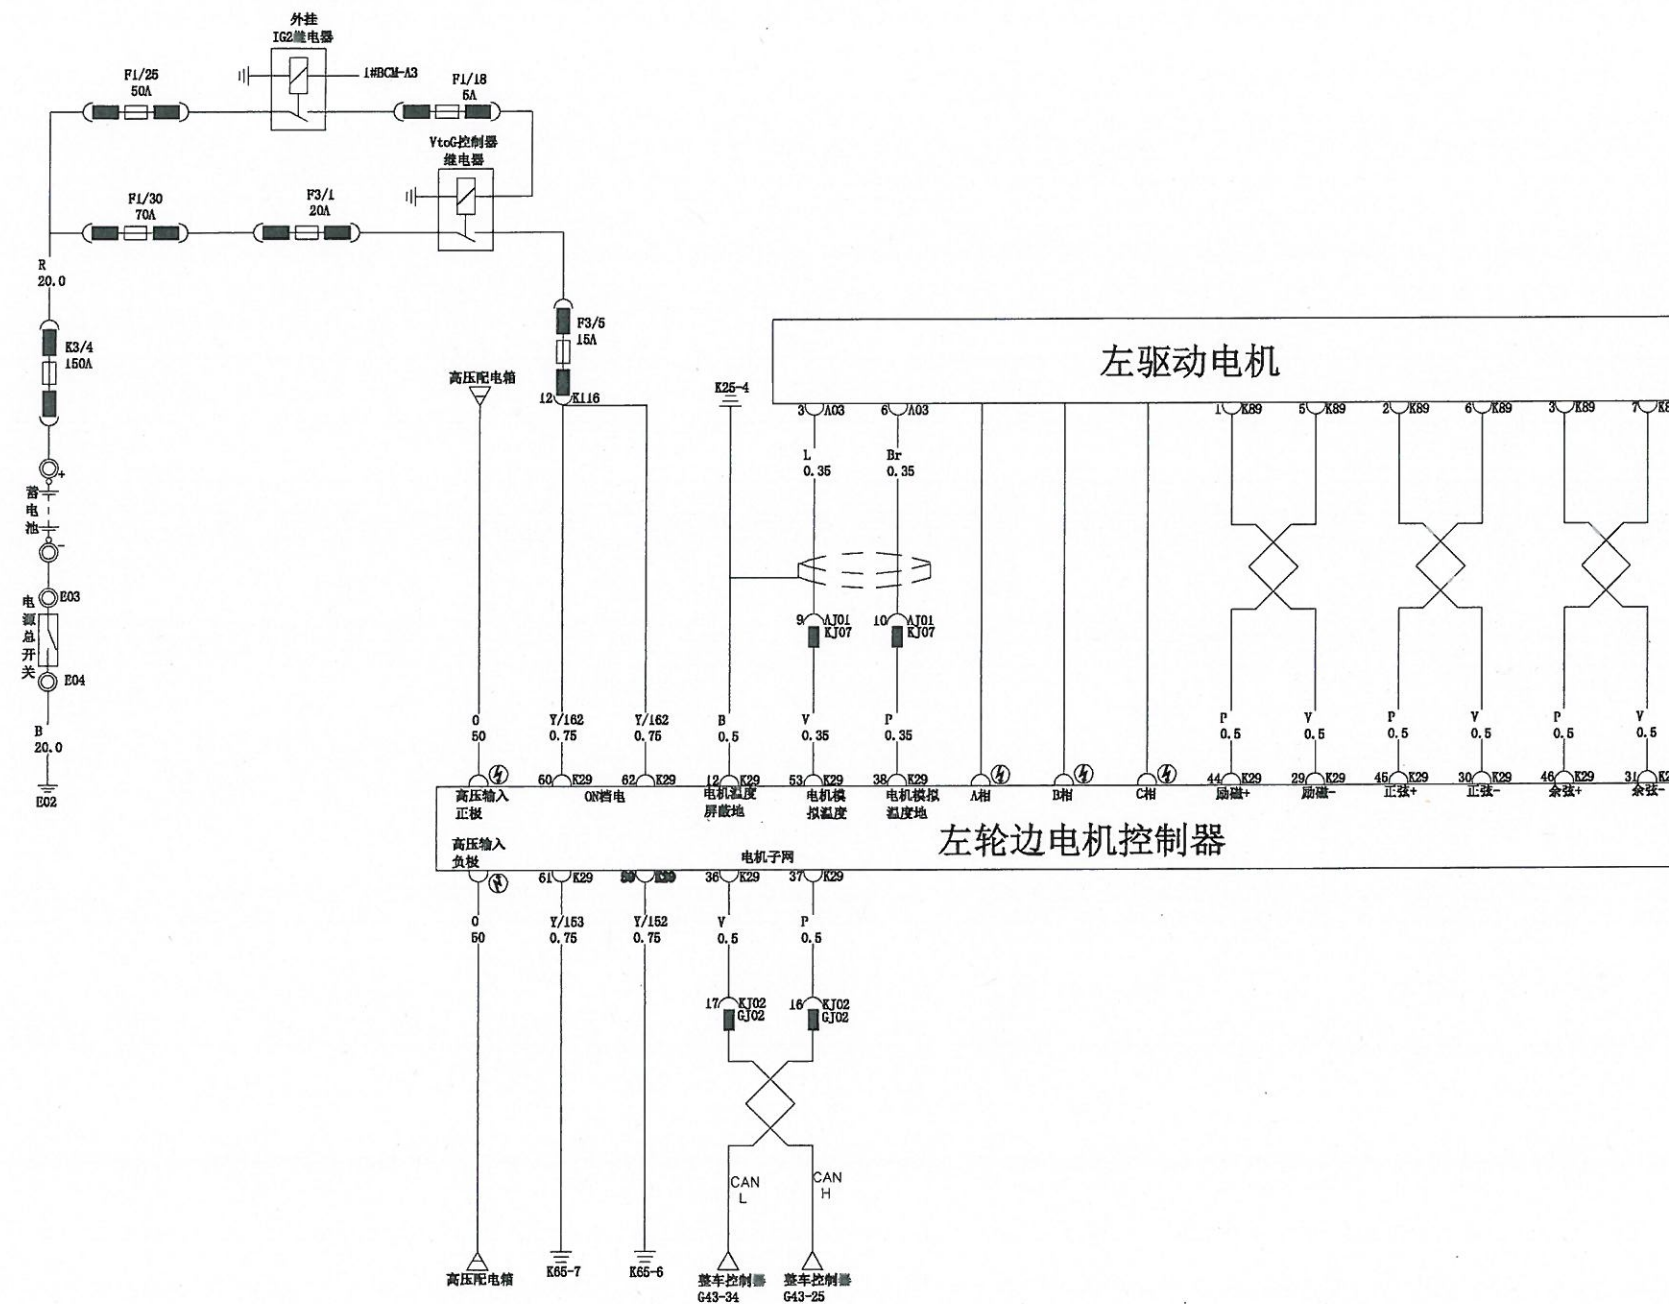 外挂
IG2继电器
1#BCM-A3
F1/25
50A
F1/18
5A
VtoG控制器
继电器
F1/30
70A
F3/1
20A
R
20.0
K3/4
150A
F3/5
15A
12 K116
高压配电箱
K25-4
左驱动电机
3 A03
6 A03
1 K89
5 K89
2 K89
6 K89
3 K89
7
L
0.35
Br
0.35
+
蓄电池
-
E03
电源总开关
E04
B
20.0
E02
9 AJ01
KJ07
10 AJ01
KJ07
O
50
Y/162
0.75
Y/162
0.75
B
0.5
V
0.35
P
0.35
P
0.5
V
0.5
P
0.5
V
0.5
P
0.5
V
0.5
60 K29
62 K29
12 K29
53 K29
38 K29
44 K29
29 K29
45 K29
30 K29
46 K29
31
高压输入
正极
ON档电
电机温度
屏蔽地
电机模
拟温度
电机模拟
温度地
A相
B相
C相
励磁+
励磁-
正弦+
正弦-
余弦+
余弦-
左轮边电机控制器
高压输入
负极
电机子网
61 K29
36 K29
37 K29
O
50
Y/153
0.75
Y/152
0.75
V
0.5
P
0.5
17 KJ02
GJ02
16 KJ02
GJ02
CAN
L
CAN
H
高压配电箱
K65-7
K65-6
整车控制器
G43-34
整车控制器
G43-25